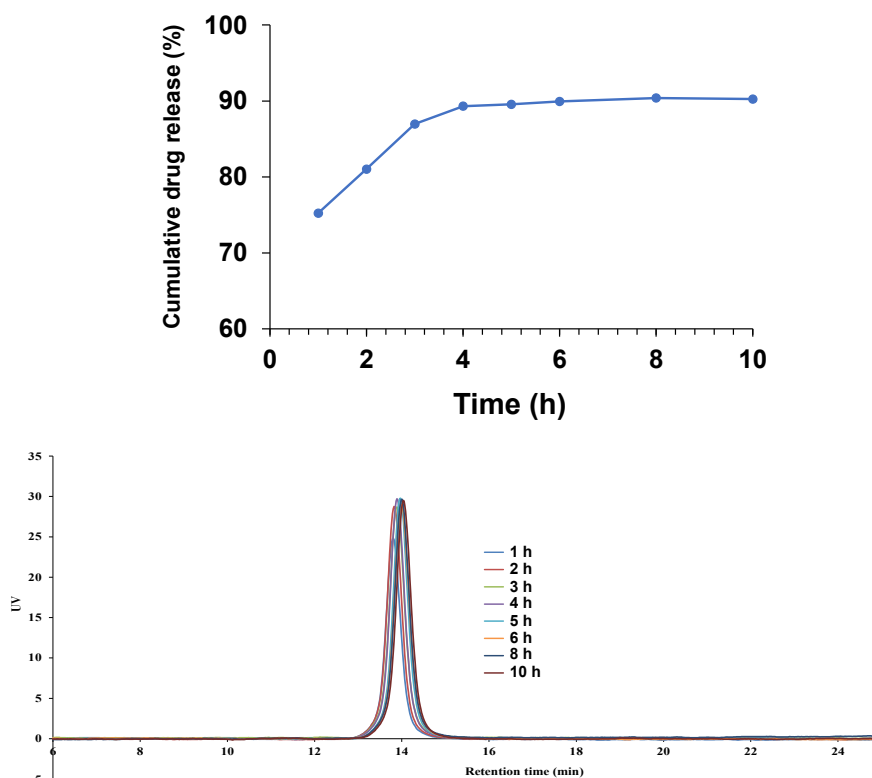 100
90
80
70
60
Cumulative drug release (%)
0 2 4 6 8 10
Time (h)
35
30
25
20
15
10
5
0
5
UV
1 h
2 h
3 h
4 h
5 h
6 h
8 h
10 h
6 8 10 12 14 16 18 20 22 24
Retention time (min)